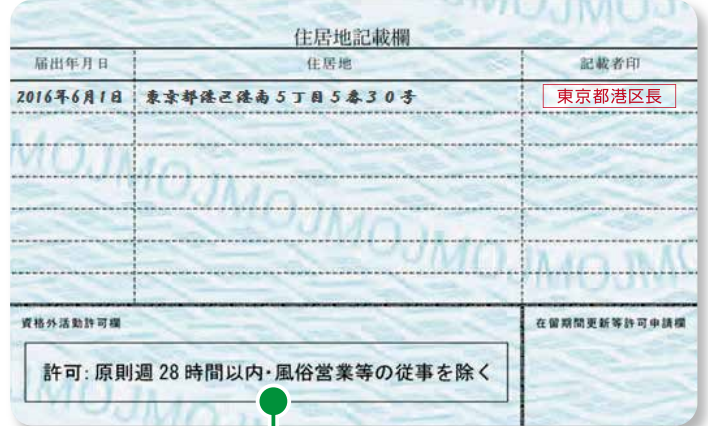 住居地記載欄
届出年月日 住居地 記載者印
2016年6月1日 東京都港区港南5丁目5番30号 東京都港区長
MOJMOJMOJMOJMOJMOJ
資格外活動許可欄 在留期間更新等許可申請欄
許可: 原則週 28 時間以内・風俗営業等の従事を除く